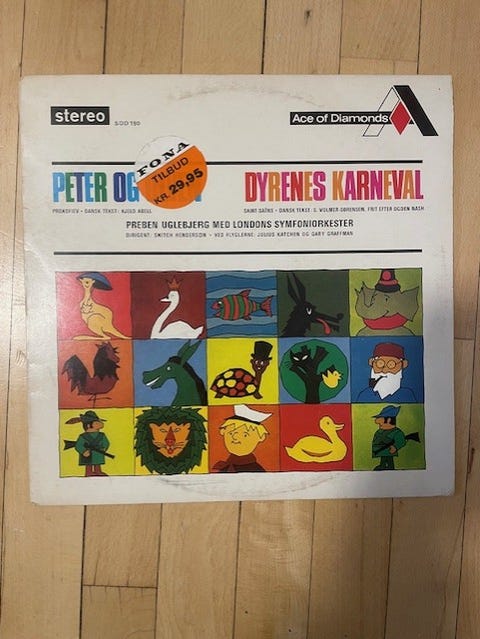 stereo
SDD 190
Ace of Diamonds
FONA
TILBUD
KR. 29,95
PETER OG
DYRENES KARNEVAL
PROKOFIEV • DANSK TEKST: KJELD ABELL
SAINT-SAËNS • DANSK TEKST: E. VOLMER-SØRENSEN, FRIT EFTER OGDEN NASH
PREBEN UGLEBJERG MED LONDONS SYMFONIORKESTER
DIRIGENT: SKITCH HENDERSON • VED FLYGLERNE: JULIUS KATCHEN OG GARY GRAFFMAN